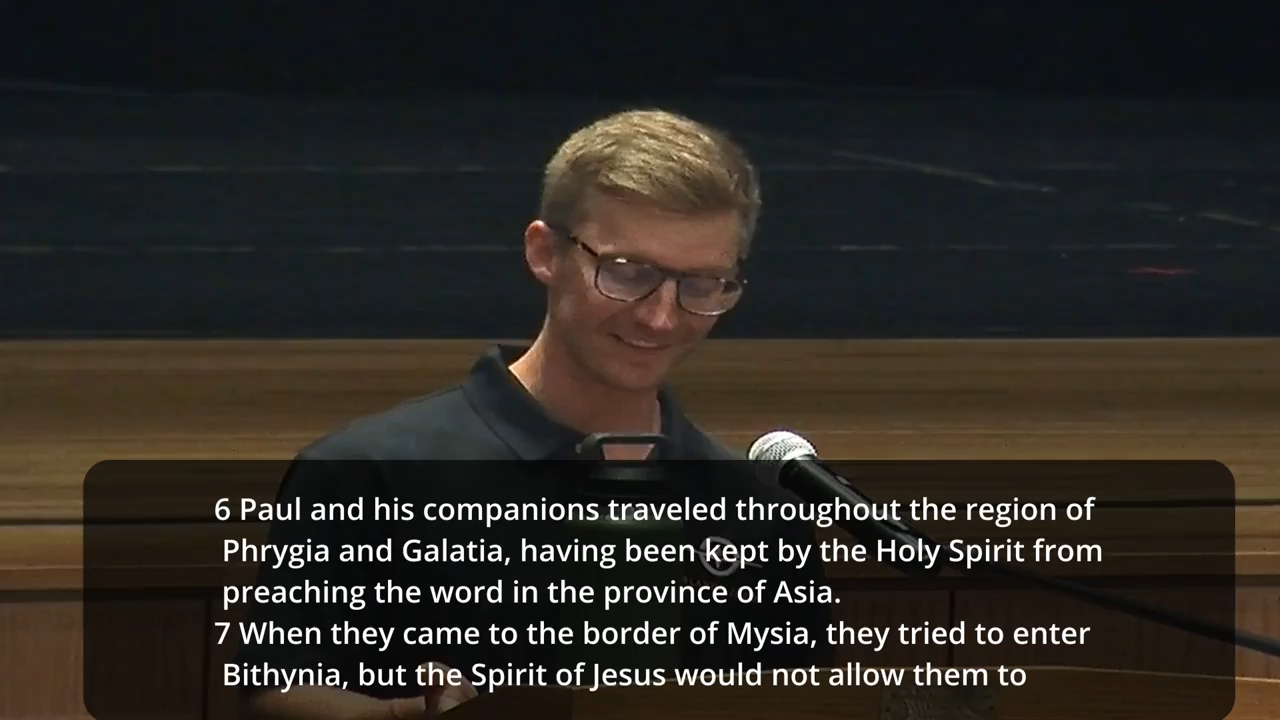 6 Paul and his companions traveled throughout the region of
Phrygia and Galatia, having been kept by the Holy Spirit from
preaching the word in the province of Asia.
7 When they came to the border of Mysia, they tried to enter
Bithynia, but the Spirit of Jesus would not allow them to